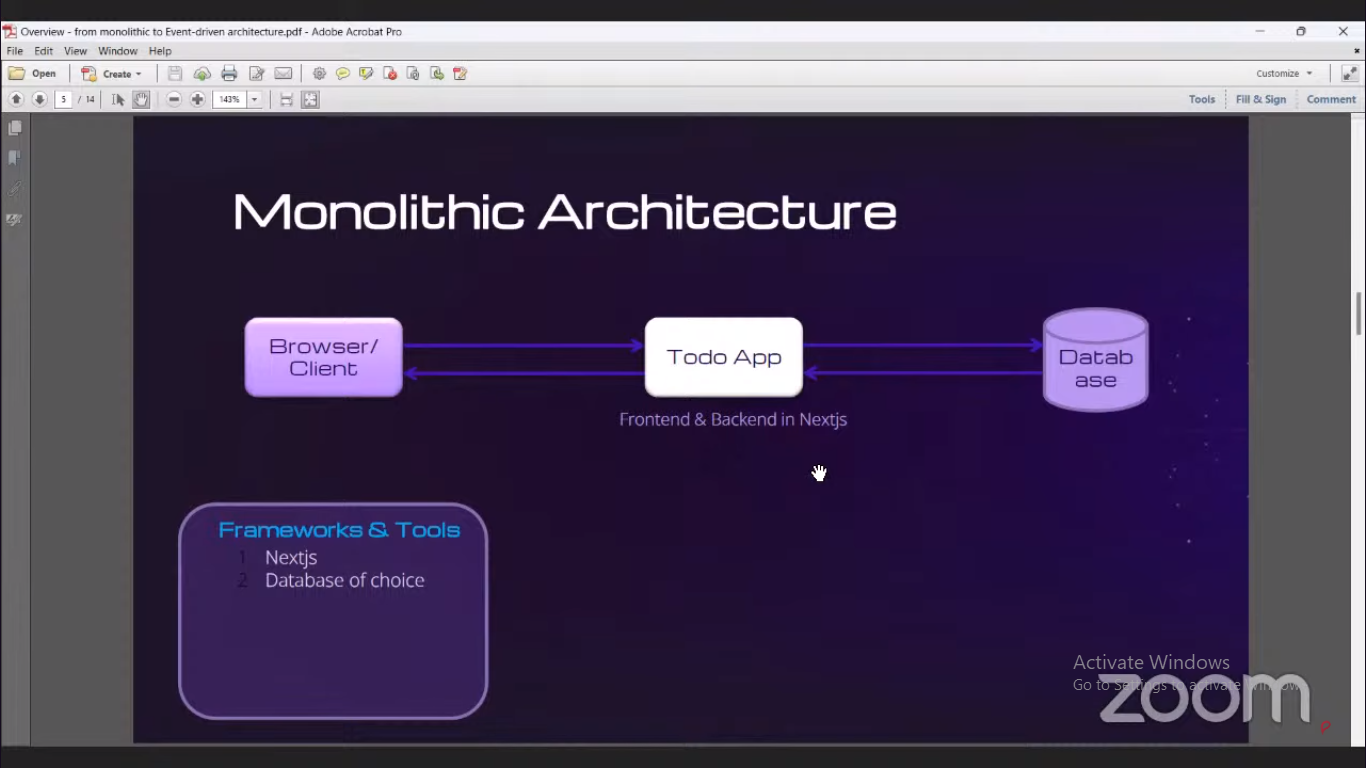 Overview - from monolithic to Event-driven architecture.pdf - Adobe Acrobat Pro
File Edit View Window Help
Open Create Customize
5 / 14 143% Tools Fill & Sign Comment
Monolithic Architecture
Browser/
Client
Todo App
Datab
ase
Frontend & Backend in Nextjs
Frameworks & Tools
1 Nextjs
2 Database of choice
Activate Windows
Go to Settings to activate Windows
zoom